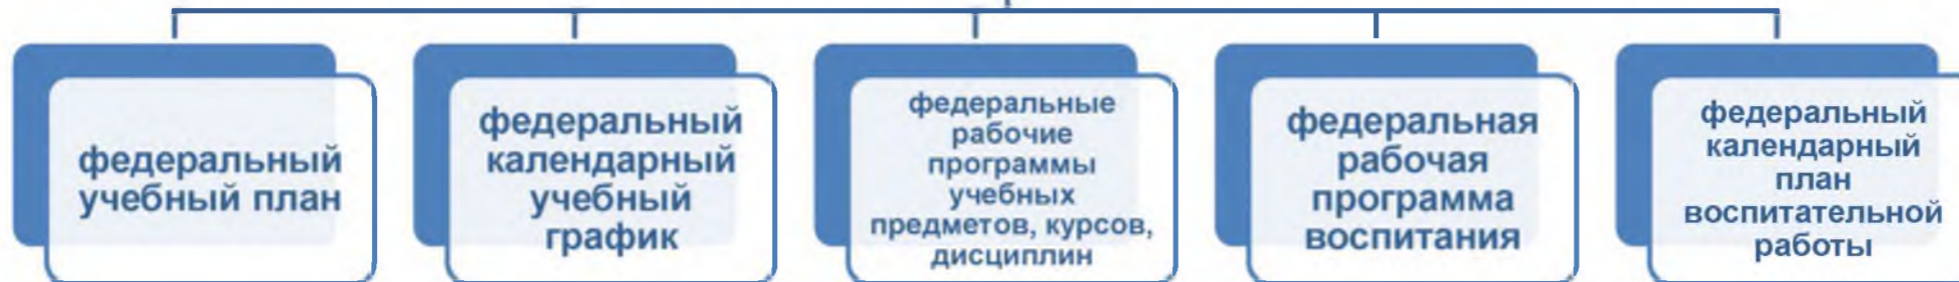 федеральный
учебный план
федеральный
календарный
учебный
график
федеральные
рабочие
программы
учебных
предметов, курсов,
дисциплин
федеральная
рабочая
программа
воспитания
федеральный
календарный
план
воспитательной
работы